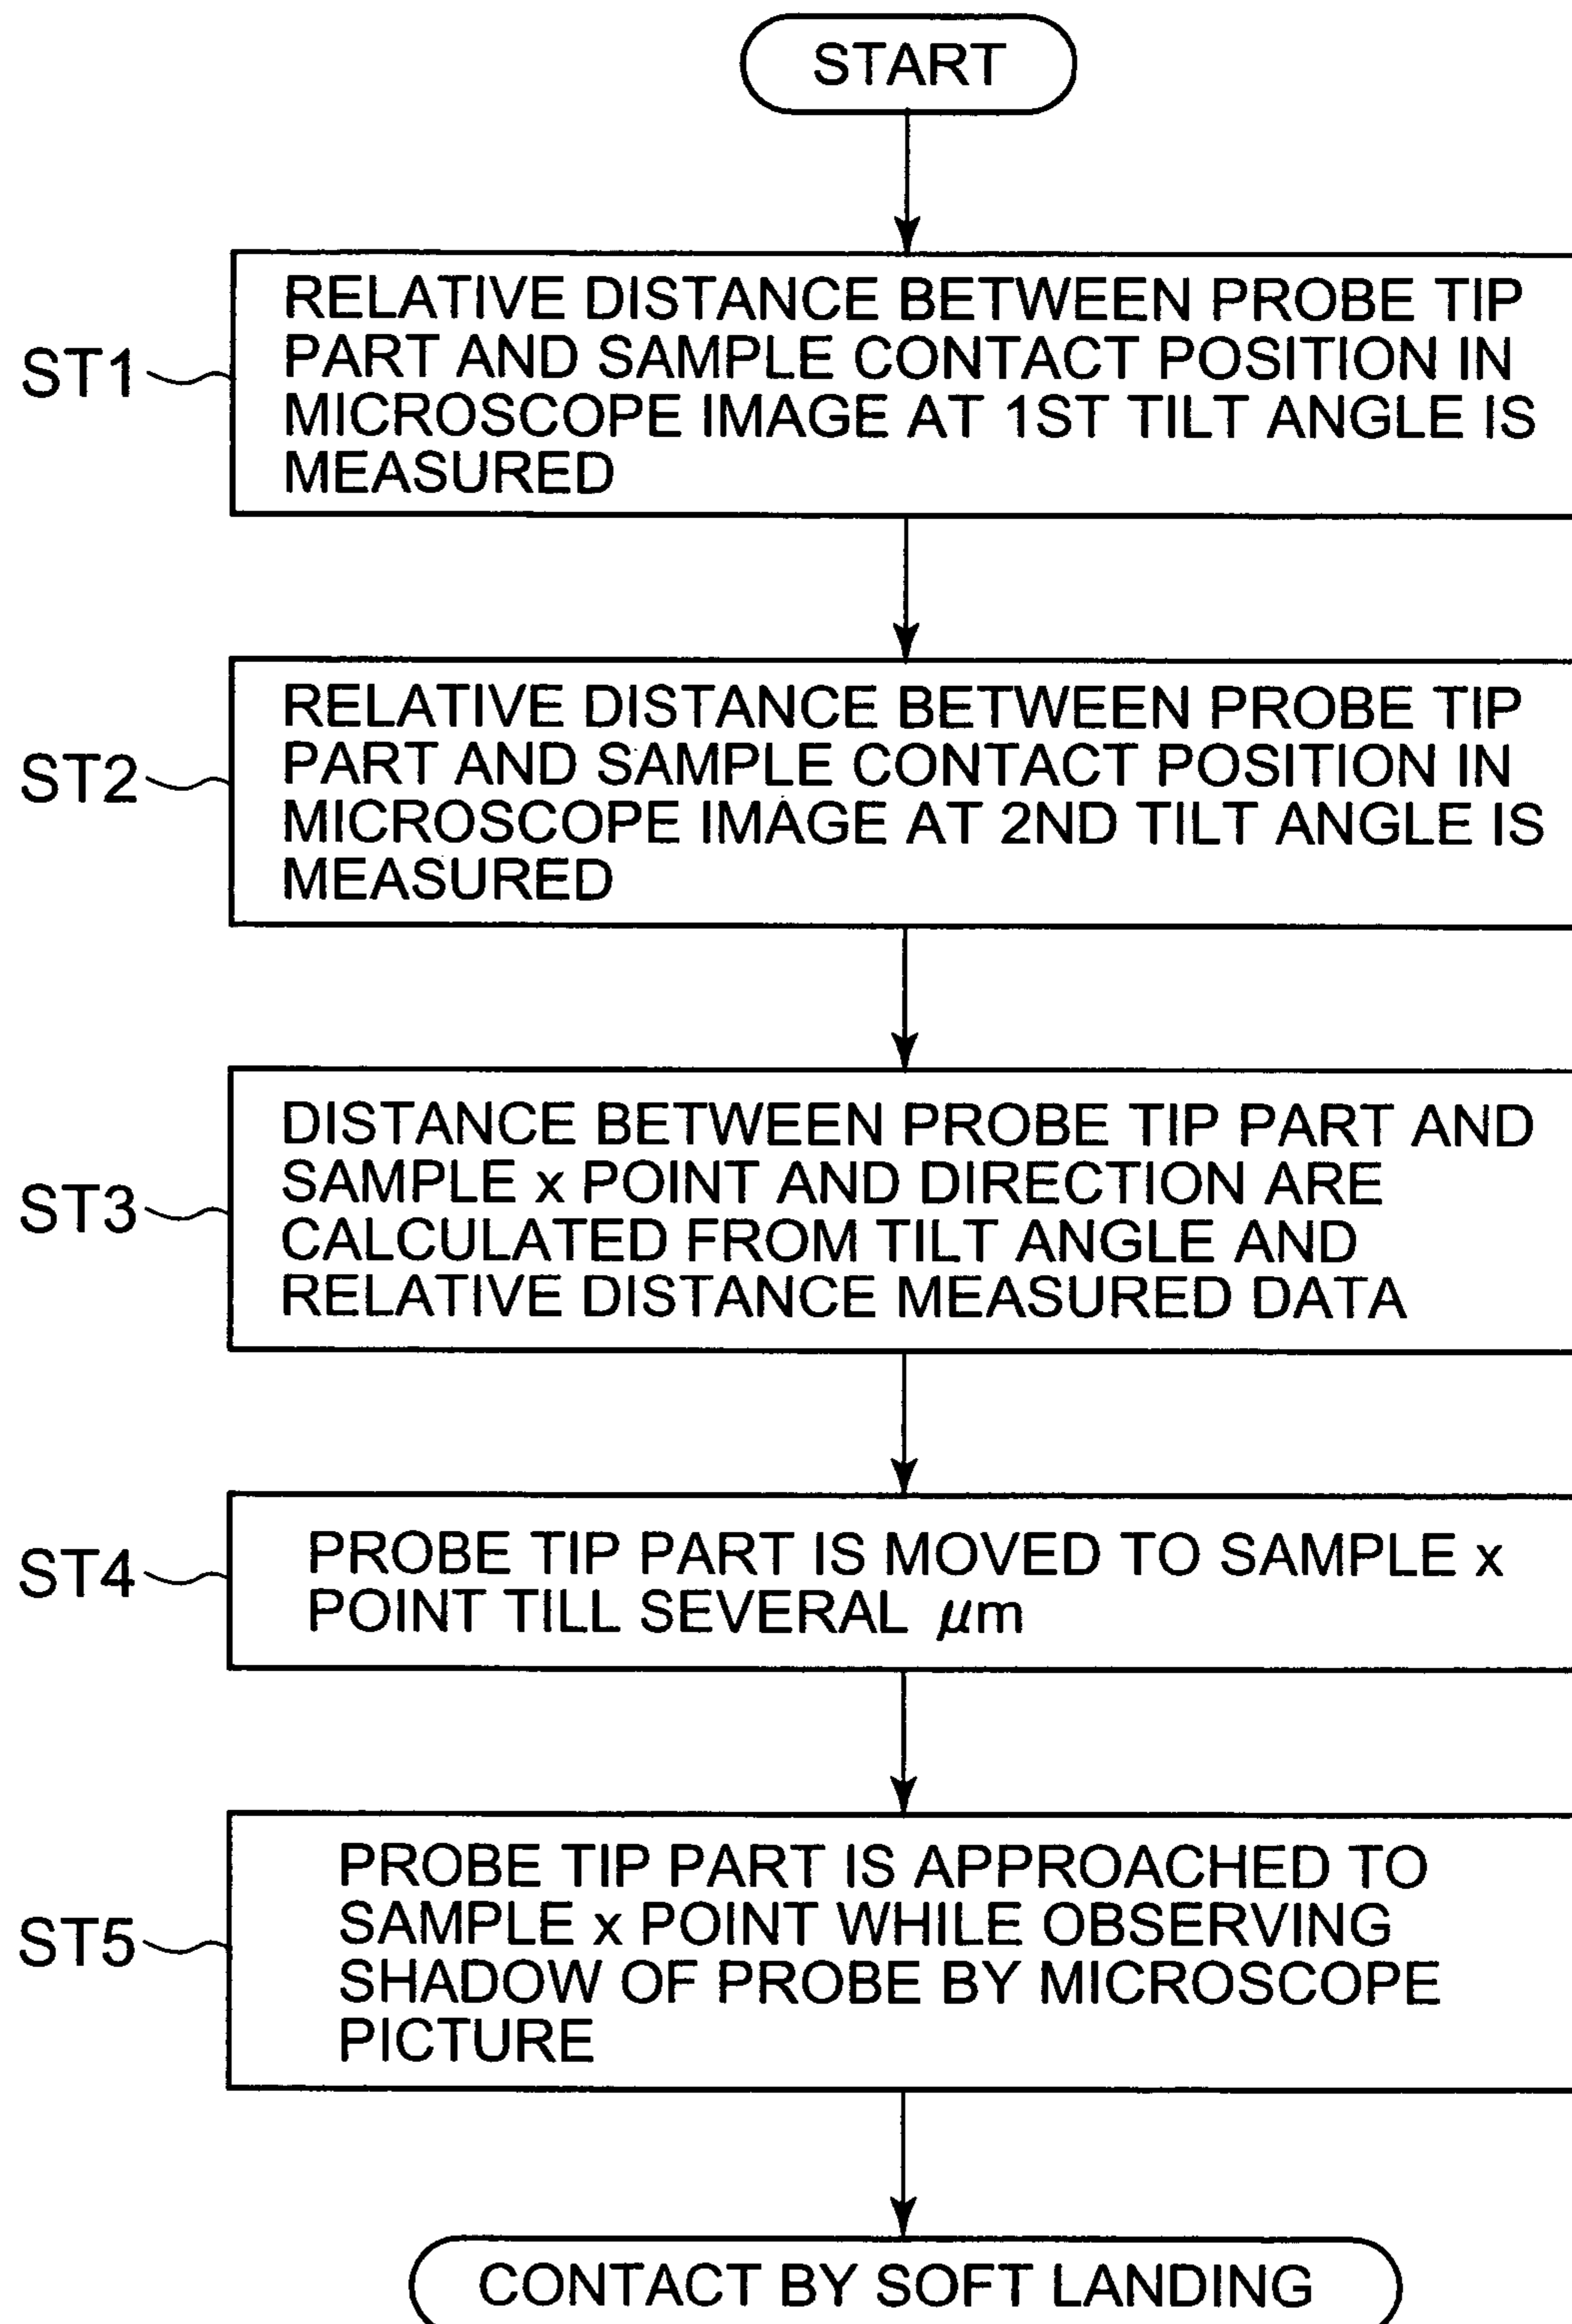 START
ST1
RELATIVE DISTANCE BETWEEN PROBE TIP
PART AND SAMPLE CONTACT POSITION IN
MICROSCOPE IMAGE AT 1ST TILT ANGLE IS
MEASURED
ST2
RELATIVE DISTANCE BETWEEN PROBE TIP
PART AND SAMPLE CONTACT POSITION IN
MICROSCOPE IMAGE AT 2ND TILT ANGLE IS
MEASURED
ST3
DISTANCE BETWEEN PROBE TIP PART AND
SAMPLE x POINT AND DIRECTION ARE
CALCULATED FROM TILT ANGLE AND
RELATIVE DISTANCE MEASURED DATA
ST4
PROBE TIP PART IS MOVED TO SAMPLE x
POINT TILL SEVERAL μm
ST5
PROBE TIP PART IS APPROACHED TO
SAMPLE x POINT WHILE OBSERVING
SHADOW OF PROBE BY MICROSCOPE
PICTURE
CONTACT BY SOFT LANDING